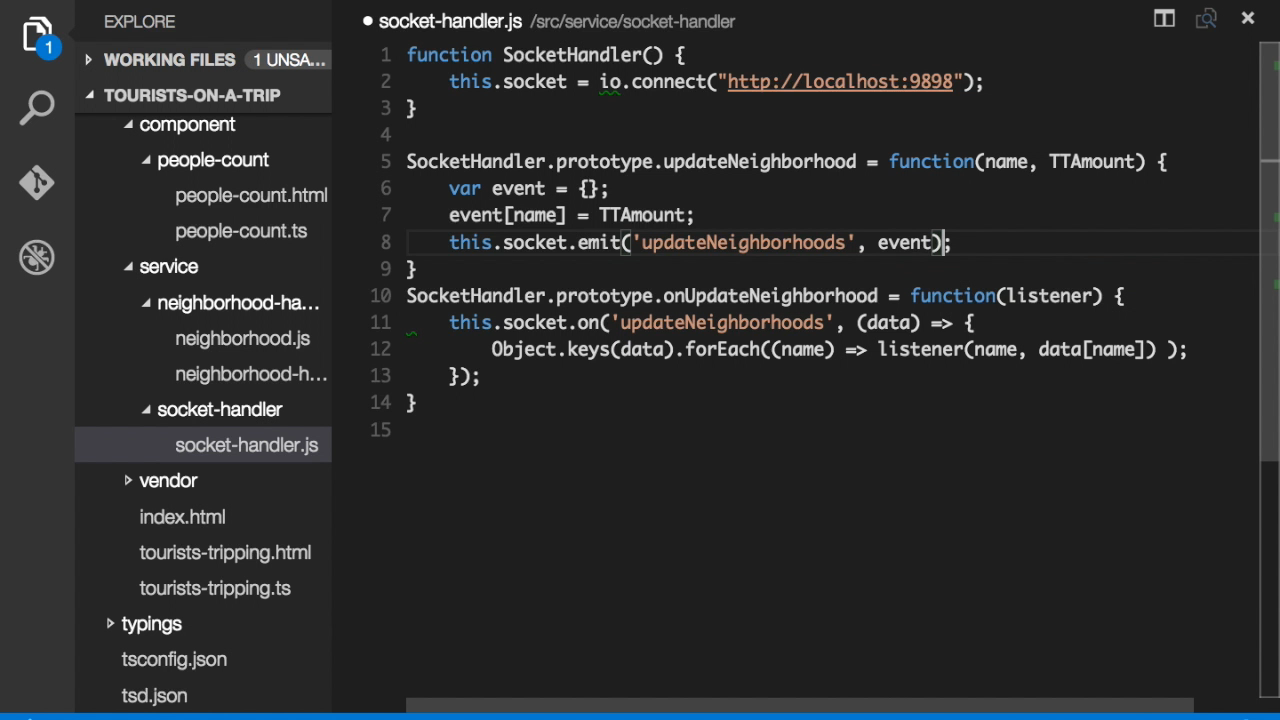 EXPLORE
1
WORKING FILES 1 UNSA...
TOURISTS-ON-A-TRIP
component
people-count
people-count.html
people-count.ts
service
neighborhood-ha...
neighborhood.js
neighborhood-h...
socket-handler
socket-handler.js
vendor
index.html
tourists-tripping.html
tourists-tripping.ts
typings
tsconfig.json
tsd.json
socket-handler.js /src/service/socket-handler
1 function SocketHandler() {
2 this.socket = io.connect("http://localhost:9898");
3 }
4
5 SocketHandler.prototype.updateNeighborhood = function(name, TTAmount) {
6 var event = {};
7 event[name] = TTAmount;
8 this.socket.emit('updateNeighborhoods', event);
9 }
10 SocketHandler.prototype.onUpdateNeighborhood = function(listener) {
11 this.socket.on('updateNeighborhoods', (data) => {
12 Object.keys(data).forEach((name) => listener(name, data[name]) );
13 });
14 }
15